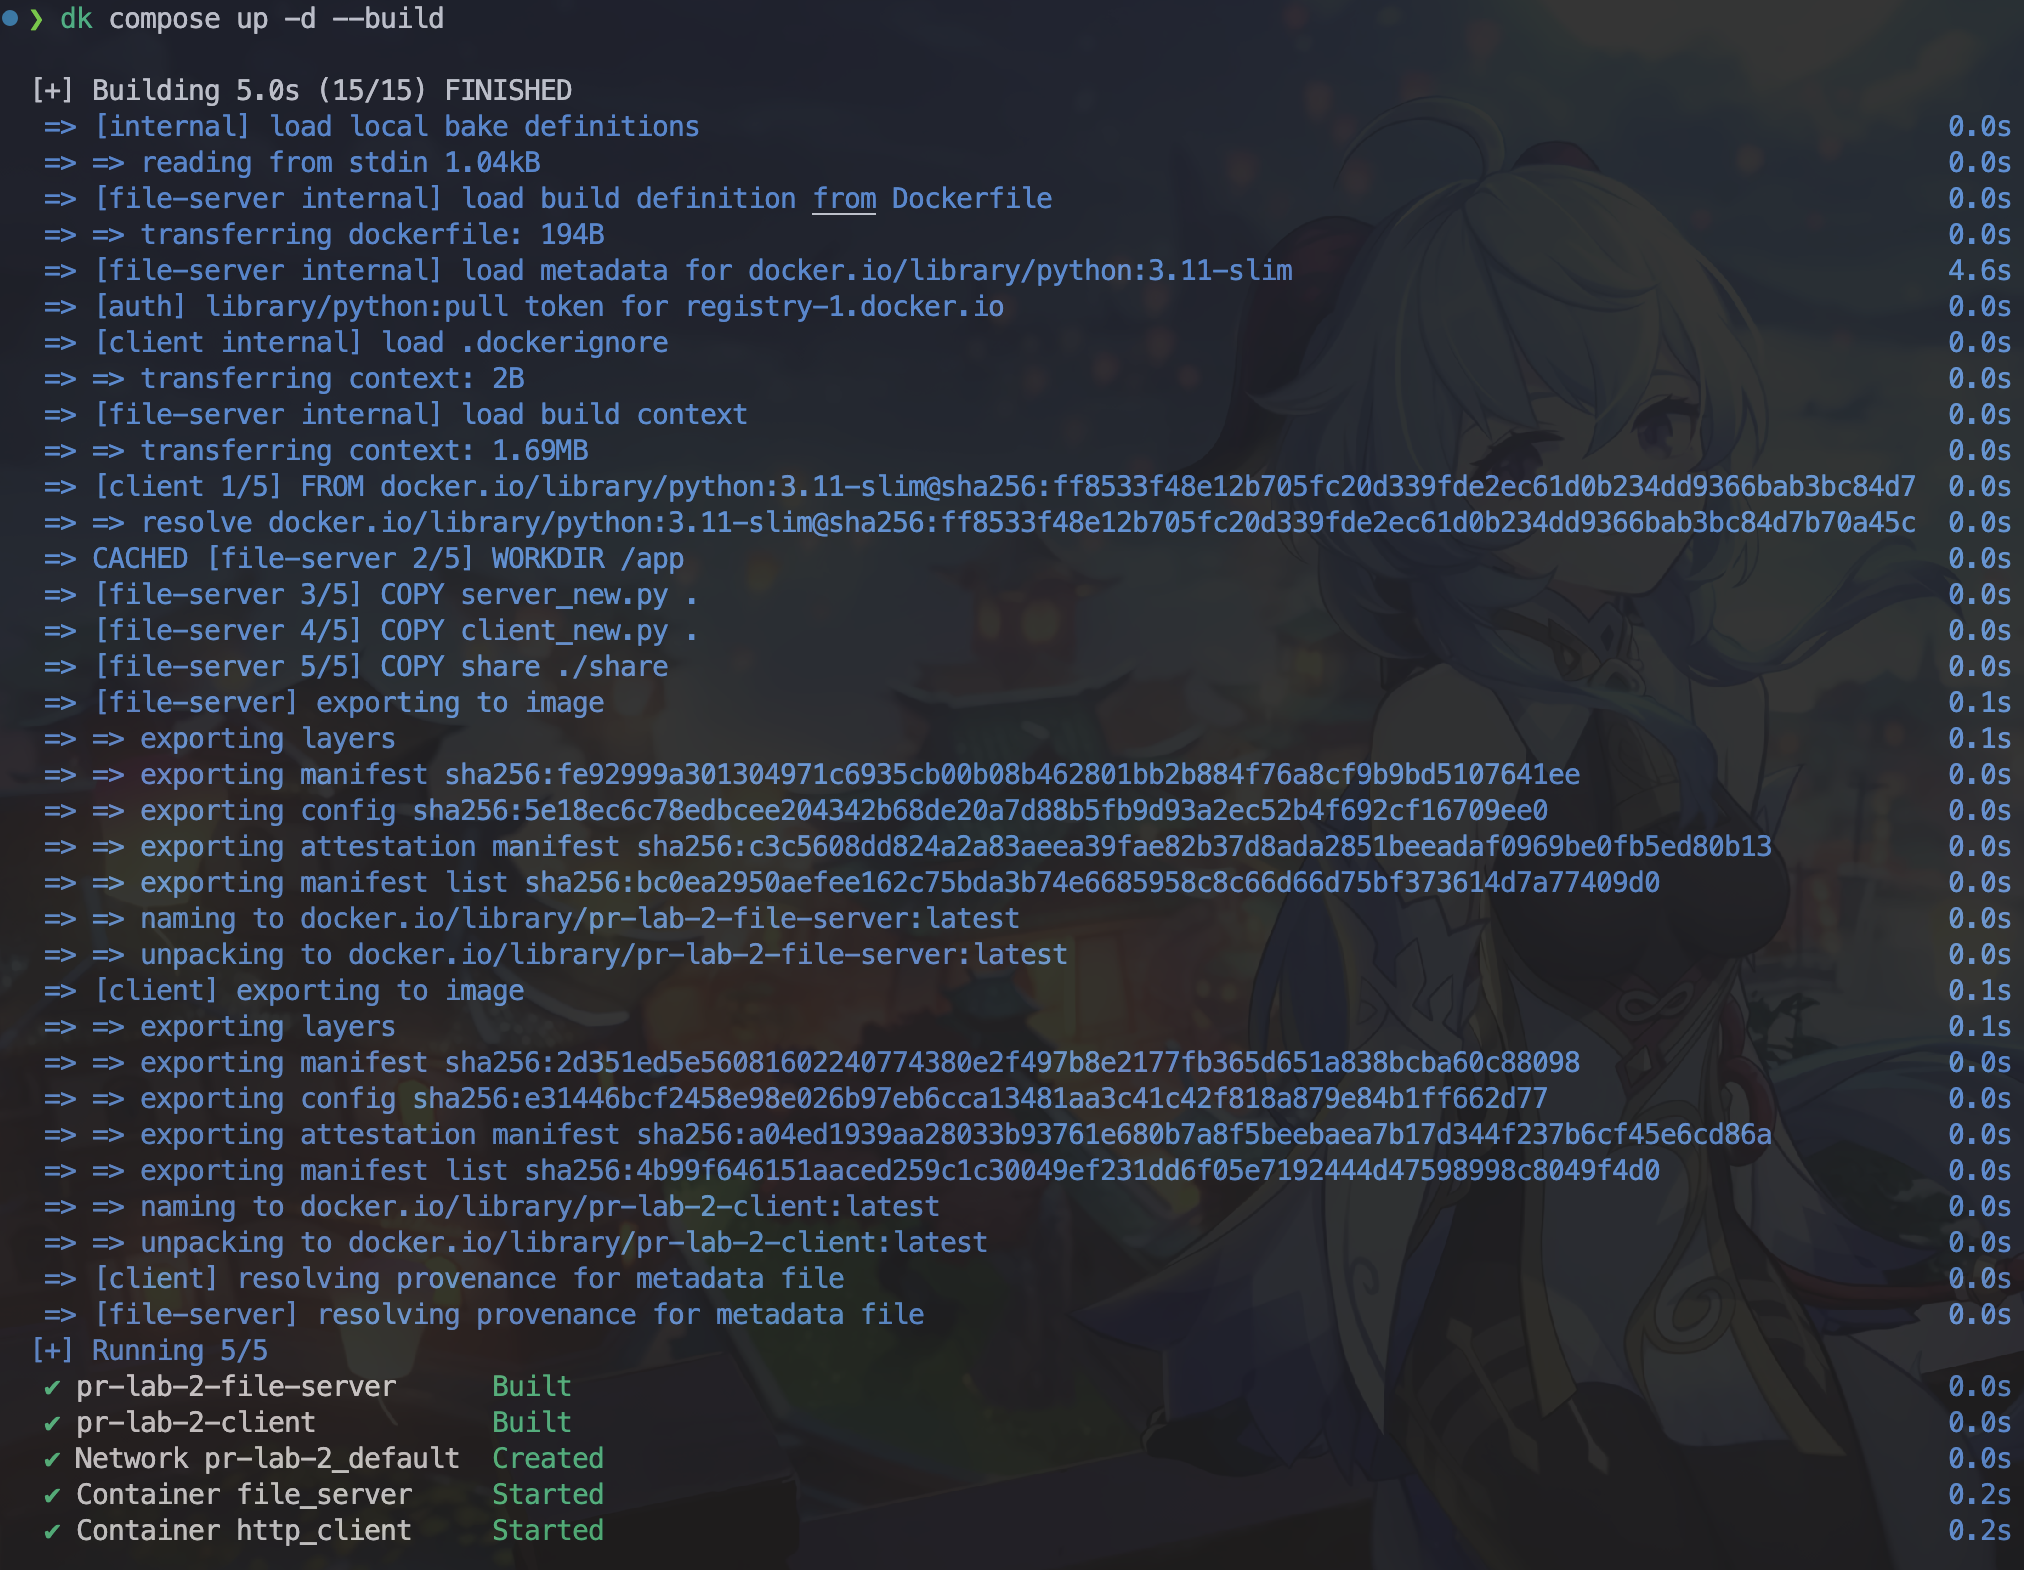 ❯ dk compose up -d --build
[+] Building 5.0s (15/15) FINISHED
=> [internal] load local bake definitions 0.0s
=> => reading from stdin 1.04kB 0.0s
=> [file-server internal] load build definition from Dockerfile 0.0s
=> => transferring dockerfile: 194B 0.0s
=> [file-server internal] load metadata for docker.io/library/python:3.11-slim 4.6s
=> [auth] library/python:pull token for registry-1.docker.io 0.0s
=> [client internal] load .dockerignore 0.0s
=> => transferring context: 2B 0.0s
=> [file-server internal] load build context 0.0s
=> => transferring context: 1.69MB 0.0s
=> [client 1/5] FROM docker.io/library/python:3.11-slim@sha256:ff8533f48e12b705fc20d339fde2ec61d0b234dd9366bab3bc84d7 0.0s
=> => resolve docker.io/library/python:3.11-slim@sha256:ff8533f48e12b705fc20d339fde2ec61d0b234dd9366bab3bc84d7b70a45c 0.0s
=> CACHED [file-server 2/5] WORKDIR /app 0.0s
=> [file-server 3/5] COPY server_new.py . 0.0s
=> [file-server 4/5] COPY client_new.py . 0.0s
=> [file-server 5/5] COPY share ./share 0.0s
=> [file-server] exporting to image 0.1s
=> => exporting layers 0.1s
=> => exporting manifest sha256:fe92999a301304971c6935cb00b08b462801bb2b884f76a8cf9b9bd5107641ee 0.0s
=> => exporting config sha256:5e18ec6c78edbcee204342b68de20a7d88b5fb9d93a2ec52b4f692cf16709ee0 0.0s
=> => exporting attestation manifest sha256:c3c5608dd824a2a83aeea39fae82b37d8ada2851beeadaf0969be0fb5ed80b13 0.0s
=> => exporting manifest list sha256:bc0ea2950aefee162c75bda3b74e6685958c8c66d66d75bf373614d7a77409d0 0.0s
=> => naming to docker.io/library/pr-lab-2-file-server:latest 0.0s
=> => unpacking to docker.io/library/pr-lab-2-file-server:latest 0.0s
=> [client] exporting to image 0.1s
=> => exporting layers 0.1s
=> => exporting manifest sha256:2d351ed5e56081602240774380e2f497b8e2177fb365d651a838bcba60c88098 0.0s
=> => exporting config sha256:e31446bcf2458e98e026b97eb6cca13481aa3c41c42f818a879e84b1ff662d77 0.0s
=> => exporting attestation manifest sha256:a04ed1939aa28033b93761e680b7a8f5beebaea7b17d344f237b6cf45e6cd86a 0.0s
=> => exporting manifest list sha256:4b99f646151aaced259c1c30049ef231dd6f05e7192444d47598998c8049f4d0 0.0s
=> => naming to docker.io/library/pr-lab-2-client:latest 0.0s
=> => unpacking to docker.io/library/pr-lab-2-client:latest 0.0s
=> [client] resolving provenance for metadata file 0.0s
=> [file-server] resolving provenance for metadata file 0.0s
[+] Running 5/5
✔ pr-lab-2-file-server Built 0.0s
✔ pr-lab-2-client Built 0.0s
✔ Network pr-lab-2_default Created 0.0s
✔ Container file_server Started 0.2s
✔ Container http_client Started 0.2s